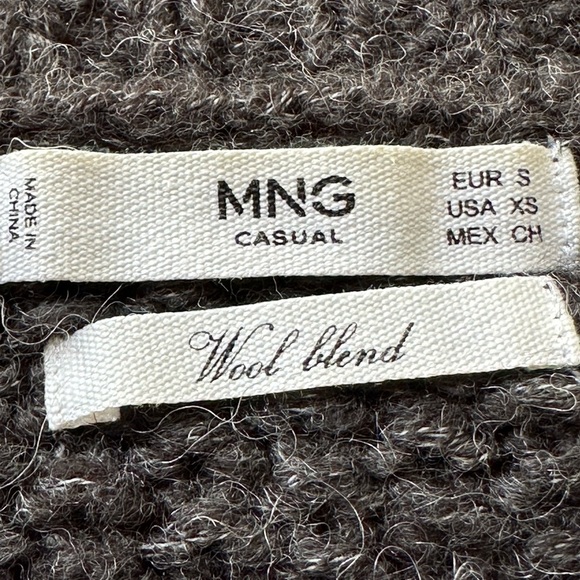 MADE IN
CHINA
MNG
CASUAL
EUR S
USA XS
MEX CH
Wool blend